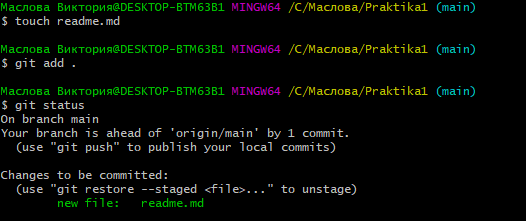 Маслова Виктория@DESKTOP-BTM63B1 MINGW64 /C/Маслова/Praktika1 (main)
$ touch readme.md
Маслова Виктория@DESKTOP-BTM63B1 MINGW64 /C/Маслова/Praktika1 (main)
$ git add .
Маслова Виктория@DESKTOP-BTM63B1 MINGW64 /C/Маслова/Praktika1 (main)
$ git status
On branch main
Your branch is ahead of 'origin/main' by 1 commit.
  (use "git push" to publish your local commits)
Changes to be committed:
  (use "git restore --staged <file>..." to unstage)
        new file:   readme.md